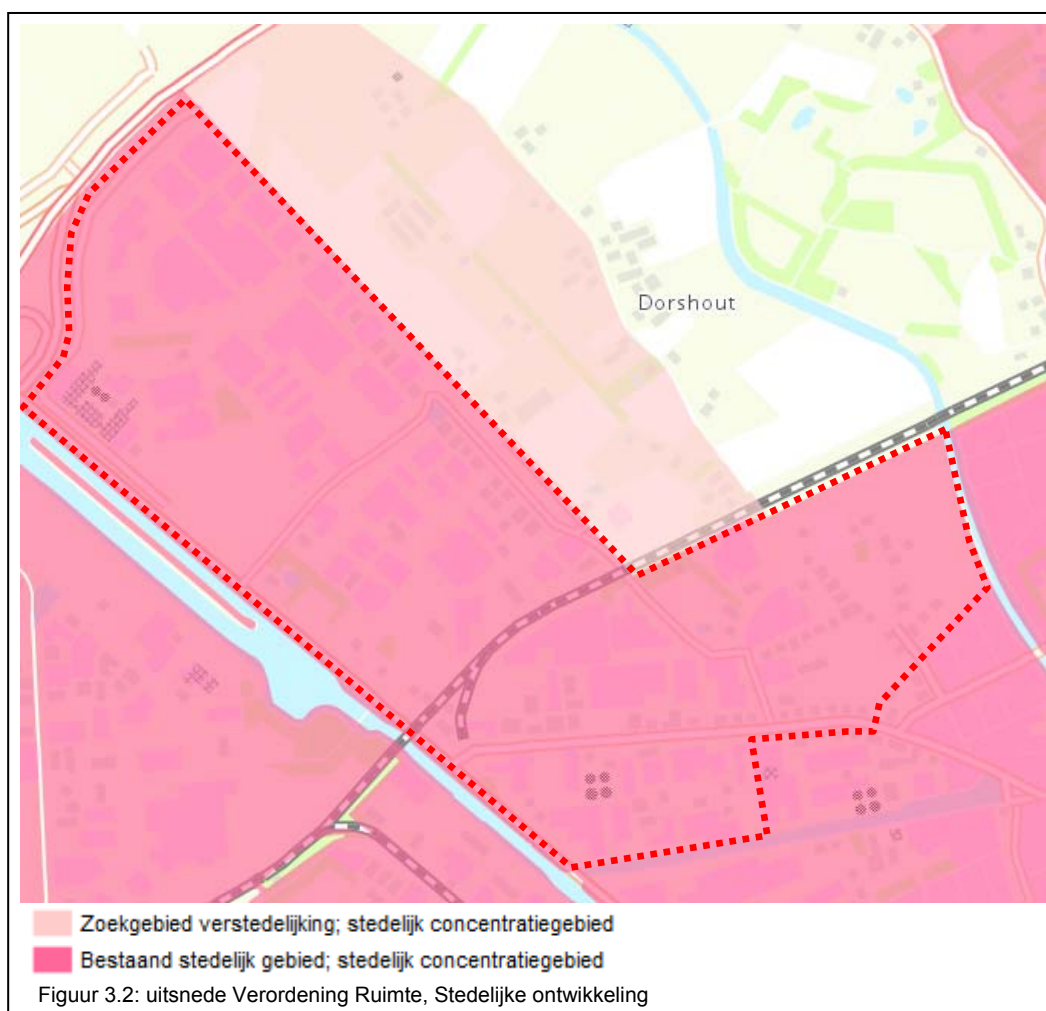 Dorshout
Zoekgebied verstedelijking; stedelijk concentratiegebied
Bestaand stedelijk gebied; stedelijk concentratiegebied
Figuur 3.2: uitsnede Verordening Ruimte, Stedelijke ontwikkeling